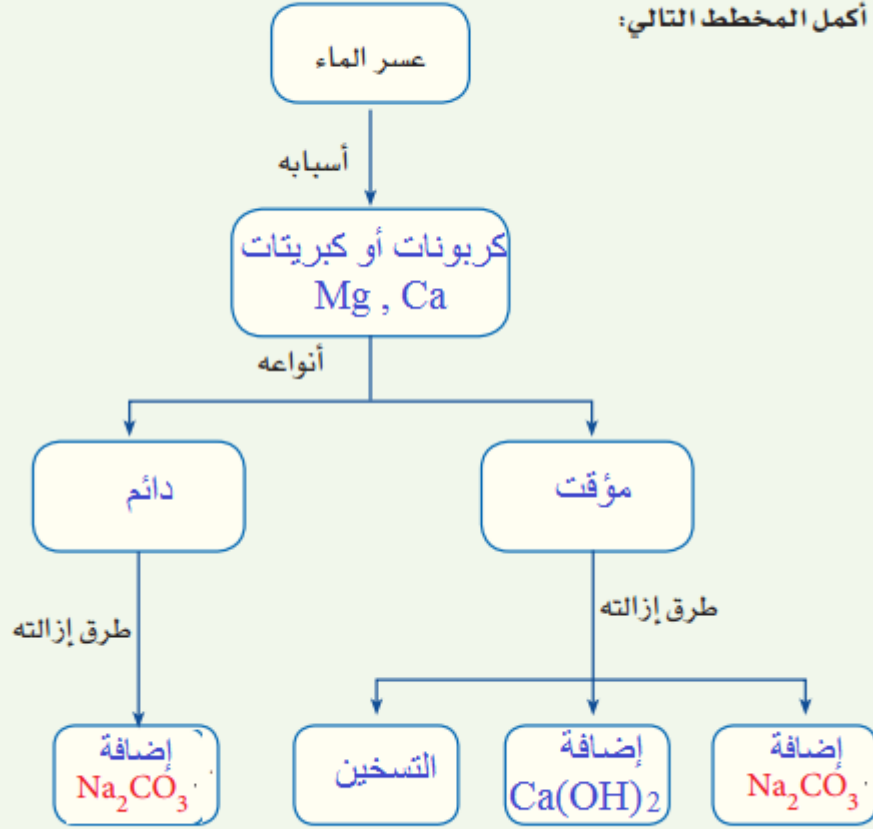 أكمل المخطط التالي:
عسر الماء
أسبابه
كربونات أو كبريتات
Mg , Ca
أنواعه
مؤقت
دائم
طرق إزالته
طرق إزالته
إضافة
Na₂CO₃
إضافة
Ca(OH)₂
التسخين
إضافة
Na₂CO₃